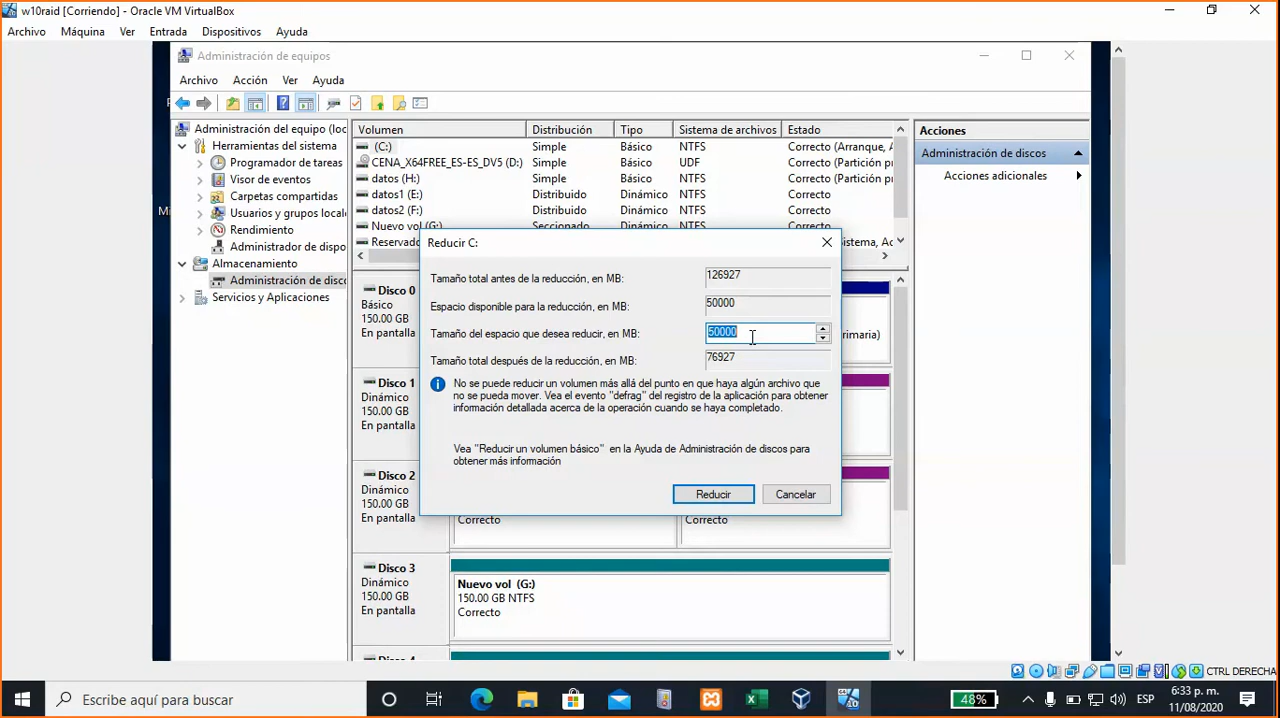 w10raid [Corriendo] - Oracle VM VirtualBox
Archivo Máquina Ver Entrada Dispositivos Ayuda
Administración de equipos
Archivo Acción Ver Ayuda
Administración del equipo (loc
Herramientas del sistema
Programador de tareas
Visor de eventos
Carpetas compartidas
Usuarios y grupos locale
Rendimiento
Administrador de dispo
Almacenamiento
Administración de disco
Servicios y Aplicaciones
Volumen Distribución Tipo Sistema de archivos Estado
(C:) Simple Básico NTFS Correcto (Arranque, A
CENA_X64FREE_ES-ES_DV5 (D:) Simple Básico UDF Correcto (Partición pr
datos (H:) Simple Básico NTFS Correcto (Partición pr
datos1 (E:) Distribuido Dinámico NTFS Correcto
datos2 (F:) Distribuido Dinámico NTFS Correcto
Nuevo vol (G:) Seccionado Dinámico NTFS Correcto
Reservado
istema, Ac
Acciones
Administración de discos
Acciones adicionales
Mi
Reducir C:
Tamaño total antes de la reducción, en MB: 126927
Espacio disponible para la reducción, en MB: 50000
Tamaño del espacio que desea reducir, en MB: 50000
Tamaño total después de la reducción, en MB: 76927
No se puede reducir un volumen más allá del punto en que haya algún archivo que
no se pueda mover. Vea el evento "defrag" del registro de la aplicación para obtener
información detallada acerca de la operación cuando se haya completado.
Vea "Reducir un volumen básico" en la Ayuda de Administración de discos para
obtener más información
Reducir Cancelar
Disco 0
Básico
150.00 GB
En pantalla
rimaria)
Disco 1
Dinámico
150.00 GB
En pantalla
Disco 2
Dinámico
150.00 GB
En pantalla
Correcto Correcto
Disco 3
Dinámico
150.00 GB
En pantalla
Nuevo vol (G:)
150.00 GB NTFS
Correcto
CTRL DERECHA
Escribe aquí para buscar
48%
ESP
6:33 p. m.
11/08/2020